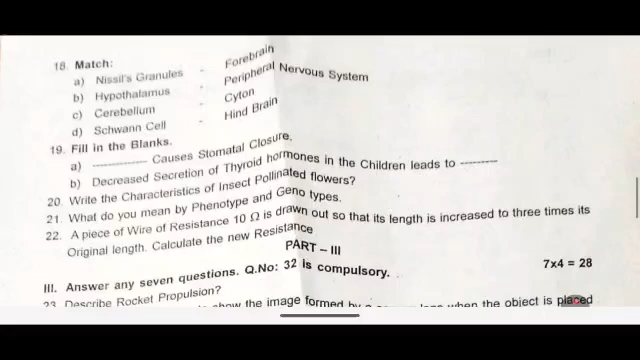 18. Match:
a) Nissil's Granules - Forebrain
b) Hypothalamus - Peripheral Nervous System
c) Cerebellum - Cyton
d) Schwann Cell - Hind Brain
19. Fill in the Blanks.
a) ------------- Causes Stomatal Closure.
b) Decreased Secretion of Thyroid hormones in the Children leads to ---------
20. Write the Characteristics of Insect Pollinated flowers?
21. What do you mean by Phenotype and Geno types.
22. A piece of Wire of Resistance 10 Ω is drawn out so that its length is increased to three times its
Original length. Calculate the new Resistance
PART – III
III. Answer any seven questions. Q.No: 32 is compulsory. 7x4 = 28
23. Describe Rocket Propulsion?
show the image formed by a lens when the object is placed